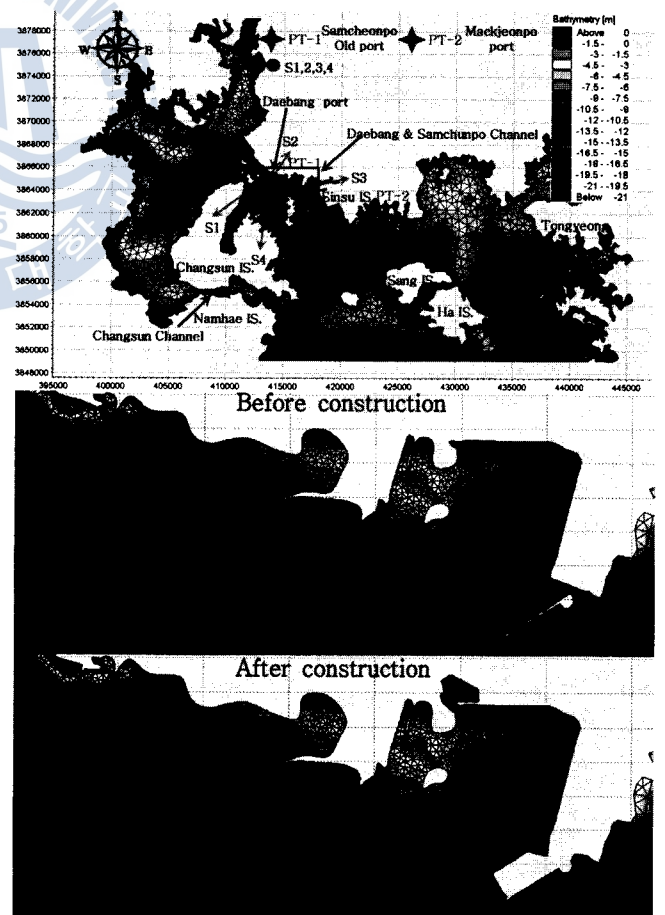 N
W E
S
PT-1 Samcheonpo Old port
PT-2 Mackjeonpo port
S1,2,3,4
Bathymetry [m]
Above 0
-1.5 - 0
-3 - -1.5
-4.5 - -3
-6 - -4.5
-7.5 - -6
-9 - -7.5
-10.5 - -9
-12 - -10.5
-13.5 - -12
-15 - -13.5
-16.5 - -15
-18 - -16.5
-19.5 - -18
-21 - -19.5
Below -21
Daebang port
Daebang & Samchunpo Channel
S2
PT-1
S3
PT-2
S1
S4
Changsun IS.
Namhae IS.
Changsun Channel
Sang IS.
Ha IS.
Tongyeong
3878000
3876000
3874000
3872000
3870000
3868000
3866000
3864000
3862000
3860000
3858000
3856000
3854000
3852000
3850000
3848000
395000 400000 405000 410000 415000 420000 425000 430000 435000 440000 445000
Before construction
After construction